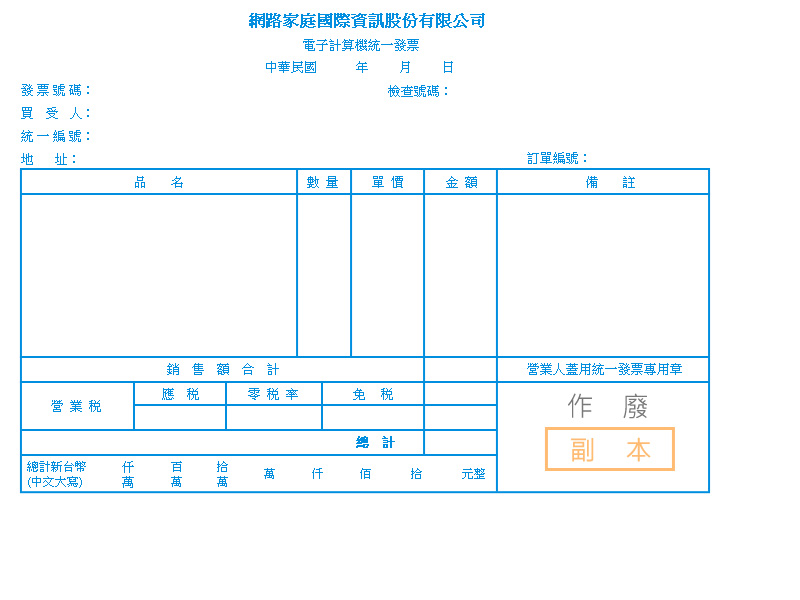 網路家庭國際資訊股份有限公司
電子計算機統一發票
中華民國 年 月 日
發票號碼：
檢查號碼：
買受人：
統一編號：
地址：
訂單編號：
品名 數量 單價 金額 備註
銷售額合計
營業人蓋用統一發票專用章
營業稅
應稅 零稅率 免稅
作廢
副本
總計
總計新台幣 仟 百 拾 萬 仟 佰 拾 元整
(中文大寫) 萬 萬 萬